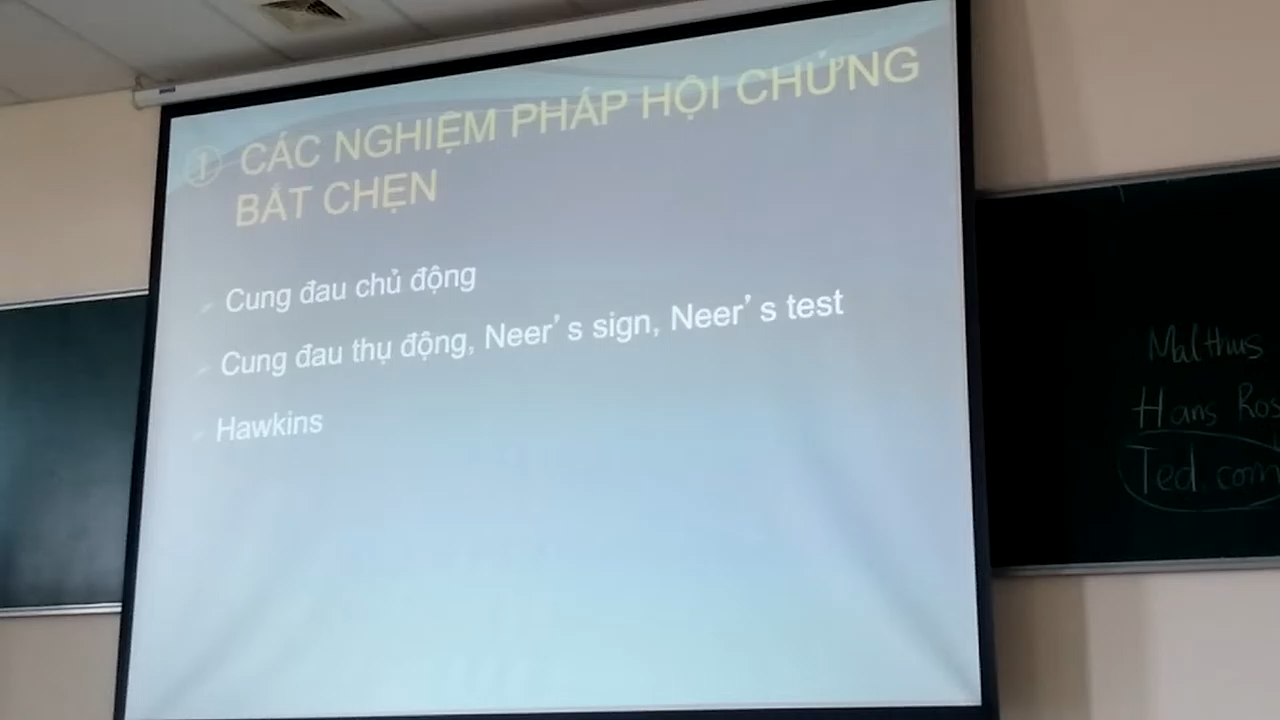 ① CÁC NGHIỆM PHÁP HỘI CHỨNG
BẮT CHẸN
Cung đau chủ động
Cung đau thụ động, Neer’s sign, Neer’s test
Hawkins
Malthus
Hans Ros
Ted.com